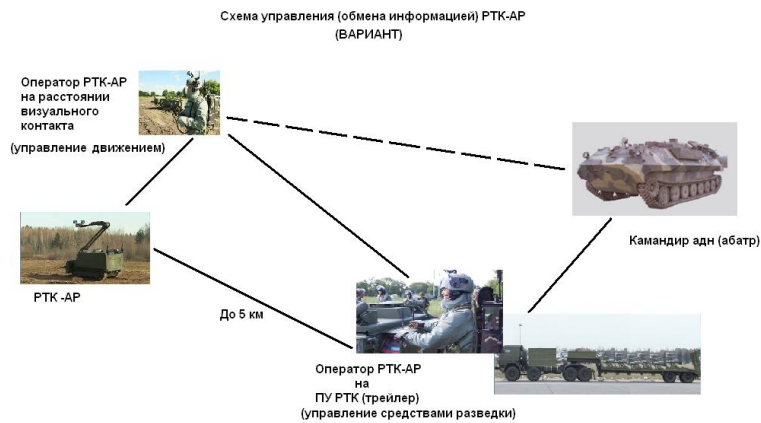 Схема управления (обмена информацией) РТК-АР
(ВАРИАНТ)
Оператор РТК-АР
на расстоянии
визуального
контакта
(управление движением)
Камандир адн (абатр)
РТК -АР
До 5 км
Оператор РТК-АР
на
ПУ РТК (трейлер)
(управление средствами разведки)